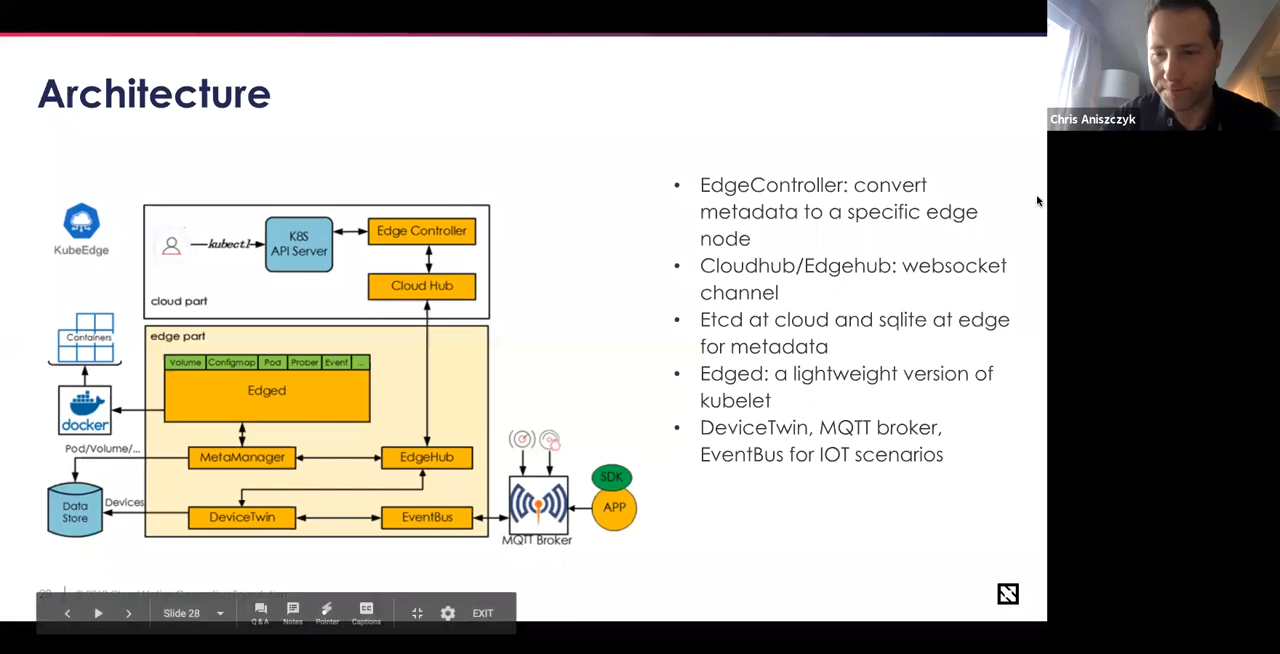 Architecture
Chris Aniszczyk
KubeEdge
kubectl
K8S
API Server
Edge Controller
Cloud Hub
cloud part
edge part
Volume Configmap Pod Prober Event ...
Edged
Containers
docker
Pod/Volume/...
MetaManager
EdgeHub
Data
Store
Devices
DeviceTwin
EventBus
MQTT Broker
SDK
APP
• EdgeController: convert
metadata to a specific edge
node
• Cloudhub/Edgehub: websocket
channel
• Etcd at cloud and sqlite at edge
for metadata
• Edged: a lightweight version of
kubelet
• DeviceTwin, MQTT broker,
EventBus for IOT scenarios
Slide 28
Q & A
Notes
Pointer
Captions
EXIT